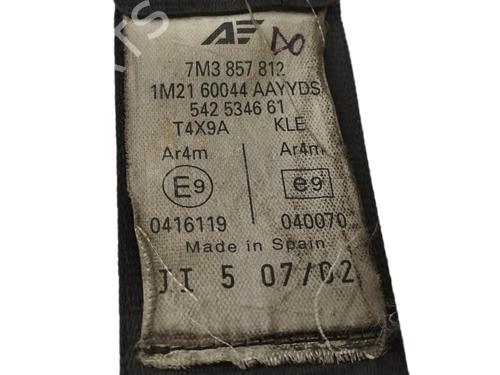 AE DO
7M3 857 812
1M21 60044 AAYYDS
542 5346 61
T4X9A KLE
Ar4m Ar4m
E9 e9
0416119 040070
Made in Spain
JI 5 07/02